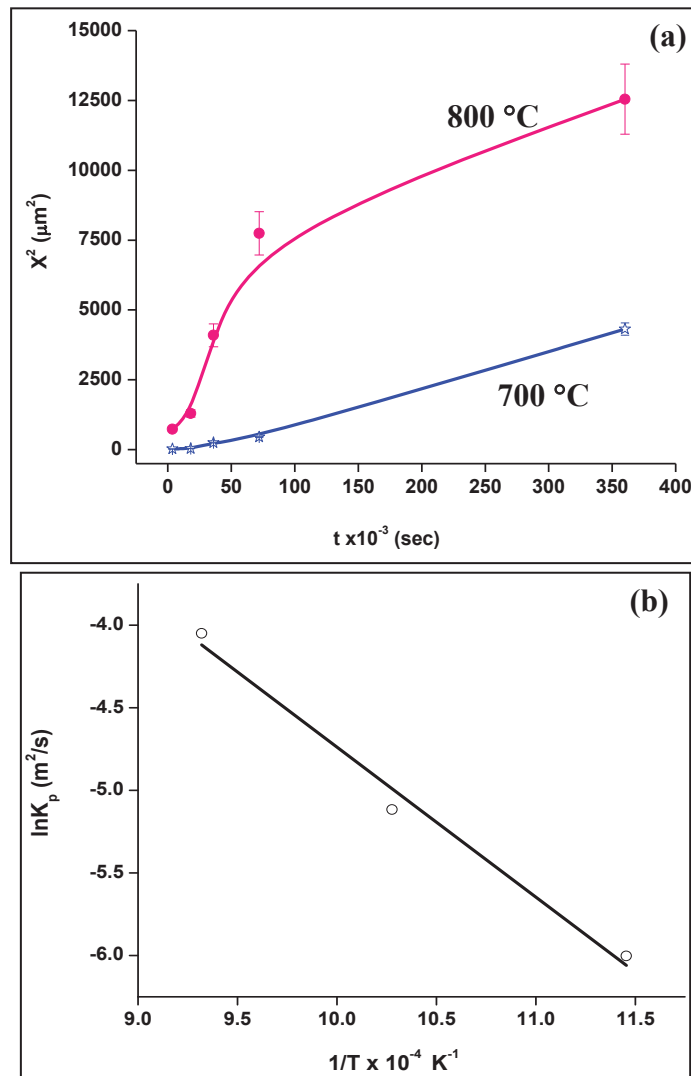 (a)
15000
12500
10000
7500
5000
2500
0
X² (µm²)
800 °C
700 °C
0 50 100 150 200 250 300 350 400
t x10⁻³ (sec)
(b)
-4.0
-4.5
-5.0
-5.5
-6.0
lnKₚ (m²/s)
9.0 9.5 10.0 10.5 11.0 11.5
1/T x 10⁻⁴ K⁻¹